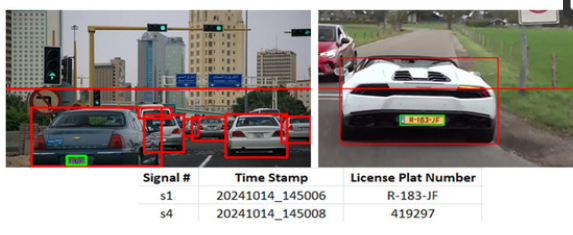 R-183-JF
Signal # Time Stamp License Plat Number
s1 20241014_145006 R-183-JF
s4 20241014_145008 419297